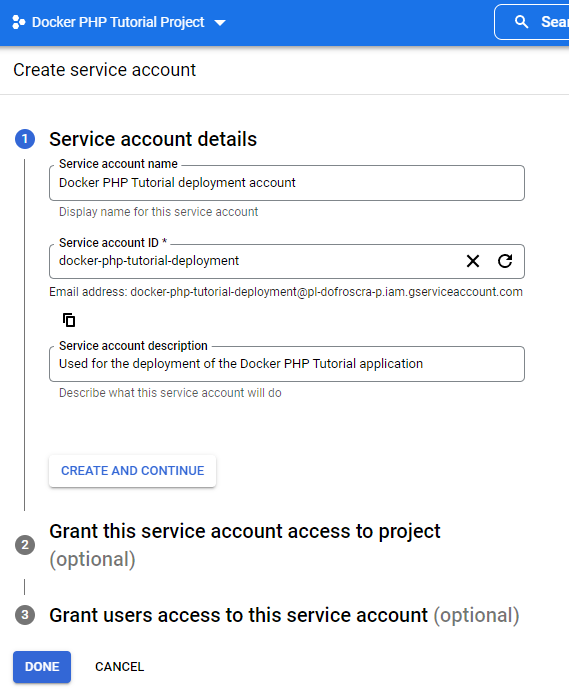 Docker PHP Tutorial Project
Create service account
1 Service account details
Service account name
Docker PHP Tutorial deployment account
Display name for this service account
Service account ID *
docker-php-tutorial-deployment
Email address: docker-php-tutorial-deployment@pl-dofroscra-p.iam.gserviceaccount.com
Service account description
Used for the deployment of the Docker PHP Tutorial application
Describe what this service account will do
CREATE AND CONTINUE
2 Grant this service account access to project
(optional)
3 Grant users access to this service account (optional)
DONE CANCEL